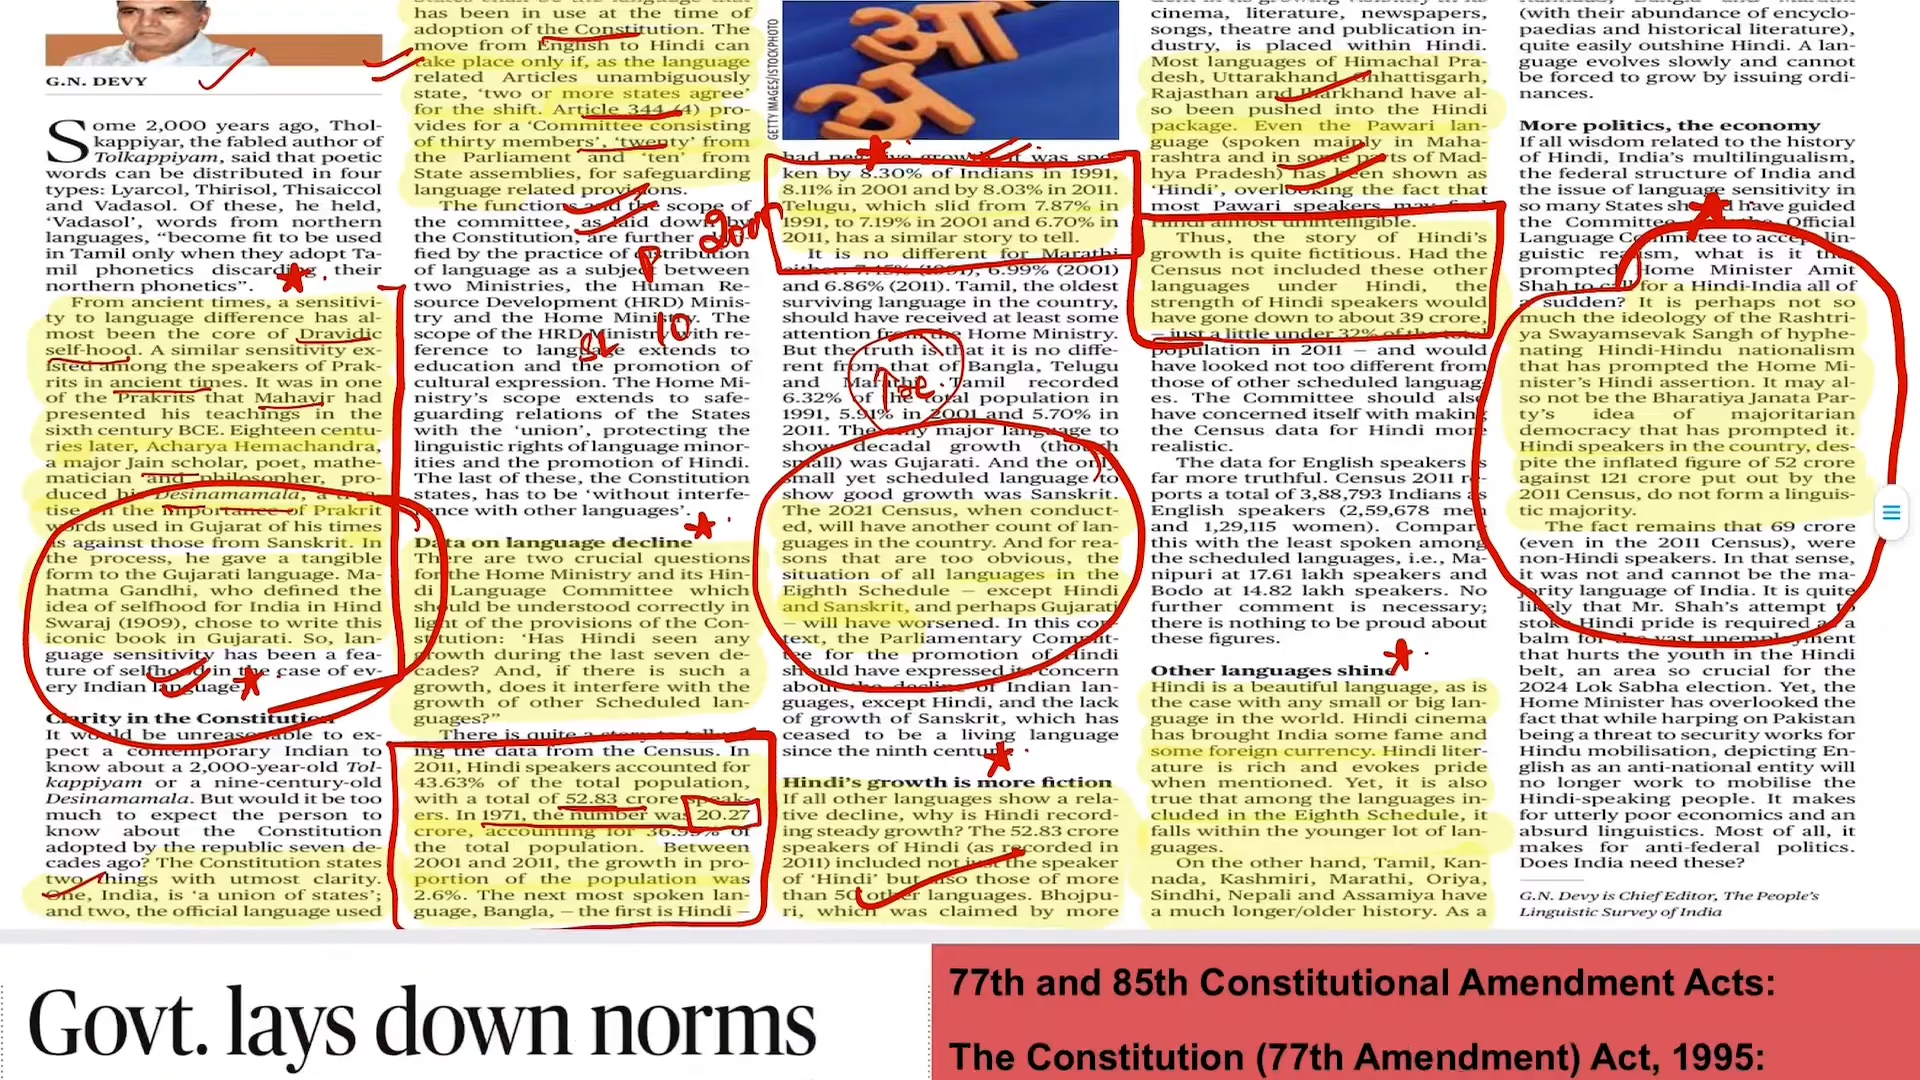 G.N. DEVY
Some 2,000 years ago, Thol-
kappiyar, the fabled author of
Tolkappiyam, said that poetic
words can be distributed in four
types: Lyarcol, Thirisol, Thisaiccol
and Vadasol. Of these, he held,
‘Vadasol’, words from northern
languages, “become fit to be used
in Tamil only when they adopt Ta-
mil phonetics discarding their
northern phonetics”.
From ancient times, a sensitivi-
ty to language difference has al-
most been the core of Dravidic
self-hood. A similar sensitivity ex-
isted among the speakers of Prak-
rits in ancient times. It was in one
of the Prakrits that Mahavir had
presented his teachings in the
sixth century BCE. Eighteen centu-
ries later, Acharya Hemachandra,
a major Jain scholar, poet, mathe-
matician and philosopher, pro-
duced his Desinamamala, a trea-
tise on the of Prakrit
words used in Gujarat of his times
as against those from Sanskrit. In
the process, he gave a tangible
form to the Gujarati language. Ma-
hatma Gandhi, who defined the
idea of selfhood for India in Hind
Swaraj (1909), chose to write this
iconic book in Gujarati. So, lan-
guage sensitivity has been a fea-
ture of selfhood in the case of ev-
ery Indian language.
Clarity in the Constitution
It would be unreasonable to ex-
pect a contemporary Indian to
know about a 2,000-year-old Tol-
kappiyam or a nine-century-old
Desinamamala. But would it be too
much to expect the person to
know about the Constitution
adopted by the republic seven de-
cades ago? The Constitution states
two things with utmost clarity.
One, India, is ‘a union of states’;
and two, the official language used
States shall be the language that
has been in use at the time of
adoption of the Constitution. The
move from English to Hindi can
take place only if, as the language
related Articles unambiguously
state, ‘two or more states agree’
for the shift. Article 344 (4) pro-
vides for a ‘Committee consisting
of thirty members’, ‘twenty’ from
the Parliament and ‘ten’ from
State assemblies, for safeguarding
language related provisions.
The functions and the scope of
the committee, as laid down by
the Constitution, are further
fied by the practice of distribution
of language as a subject between
two Ministries, the Human Re-
source Development (HRD) Minis-
try and the Home Ministry. The
scope of the HRD Ministry with re-
ference to language extends to
education and the promotion of
cultural expression. The Home Mi-
nistry’s scope extends to safe-
guarding relations of the States
with the ‘union’, protecting the
linguistic rights of language minor-
ities and the promotion of Hindi.
The last of these, the Constitution
states, has to be ‘without interfe-
rence with other languages’.
Data on language decline
There are two crucial questions
for the Home Ministry and its Hin-
di Language Committee which
should be understood correctly in
light of the provisions of the Con-
stitution: ‘Has Hindi seen any
growth during the last seven de-
cades? And, if there is such a
growth, does it interfere with the
growth of other Scheduled lan-
guages?”
There is quite a story
ing the data from the Census. In
2011, Hindi speakers accounted for
43.63% of the total population,
with a total of 52.83 crore speak-
ers. In 1971, the number was 20.27
crore, accounting for 36.99% of
the total population. Between
2001 and 2011, the growth in pro-
portion of the population was
2.6%. The next most spoken lan-
guage, Bangla, – the first is Hindi –
P 20
SL 10
GETTY IMAGES/ISTOCKPHOTO
आ
अ
had negative growth. It was spo-
ken by 8.30% of Indians in 1991,
8.11% in 2001 and by 8.03% in 2011.
Telugu, which slid from 7.87% in
1991, to 7.19% in 2001 and 6.70% in
2011, has a similar story to tell.
It is no different for Marathi
either: 7.45% (1991), 6.99% (2001)
and 6.86% (2011). Tamil, the oldest
surviving language in the country,
should have received at least some
attention from the Home Ministry.
But the truth is that it is no diffe-
rent from that of Bangla, Telugu
and Marathi. Tamil recorded
6.32% of the total population in
1991, 5.91% in 2001 and 5.70% in
2011. The only major language to
show decadal growth (though
small) was Gujarati. And the only
small yet scheduled language to
show good growth was Sanskrit.
The 2021 Census, when conduct-
ed, will have another count of lan-
guages in the country. And for rea-
sons that are too obvious, the
situation of all languages in the
Eighth Schedule – except Hindi
and Sanskrit, and perhaps Gujarati
– will have worsened. In this con-
text, the Parliamentary Commit-
tee for the promotion of Hindi
should have expressed its concern
about the decline of Indian lan-
guages, except Hindi, and the lack
of growth of Sanskrit, which has
ceased to be a living language
since the ninth century.
Hindi’s growth is more fiction
If all other languages show a rela-
tive decline, why is Hindi record-
ing steady growth? The 52.83 crore
speakers of Hindi (as recorded in
2011) included not just the speaker
of ‘Hindi’ but also those of more
than 50 other languages. Bhojpu-
ri, which was claimed by more
cinema, literature, newspapers,
songs, theatre and publication in-
dustry, is placed within Hindi.
Most languages of Himachal Pra-
desh, Uttarakhand, Chhattisgarh,
Rajasthan and Jharkhand have al-
so been pushed into the Hindi
package. Even the Pawari lan-
guage (spoken mainly in Maha-
rashtra and in some parts of Mad-
hya Pradesh) has been shown as
‘Hindi’, overlooking the fact that
most Pawari speakers may find
Hindi almost unintelligible.
Thus, the story of Hindi’s
growth is quite fictitious. Had the
Census not included these other
languages under Hindi, the
strength of Hindi speakers would
have gone down to about 39 crore,
– just a little under 32% of the total
population in 2011 – and would
have looked not too different from
those of other scheduled languag-
es. The Committee should also
have concerned itself with making
the Census data for Hindi more
realistic.
The data for English speakers is
far more truthful. Census 2011 re-
ports a total of 3,88,793 Indians as
English speakers (2,59,678 men
and 1,29,115 women). Compare
this with the least spoken among
the scheduled languages, i.e., Ma-
nipuri at 17.61 lakh speakers and
Bodo at 14.82 lakh speakers. No
further comment is necessary;
there is nothing to be proud about
these figures.
Other languages shine
Hindi is a beautiful language, as is
the case with any small or big lan-
guage in the world. Hindi cinema
has brought India some fame and
some foreign currency. Hindi liter-
ature is rich and evokes pride
when mentioned. Yet, it is also
true that among the languages in-
cluded in the Eighth Schedule, it
falls within the younger lot of lan-
guages.
On the other hand, Tamil, Kan-
nada, Kashmiri, Marathi, Oriya,
Sindhi, Nepali and Assamiya have
a much longer/older history. As a
(with their abundance of encyclo-
paedias and historical literature),
quite easily outshine Hindi. A lan-
guage evolves slowly and cannot
be forced to grow by issuing ordi-
nances.
More politics, the economy
If all wisdom related to the history
of Hindi, India’s multilingualism,
the federal structure of India and
the issue of language sensitivity in
so many States should have guided
the Committee the Official
Language Committee to accept lin-
guistic realism, what is it that
prompted Home Minister Amit
Shah to call for a Hindi-India all of
a sudden? It is perhaps not so
much the ideology of the Rashtri-
ya Swayamsevak Sangh of hyphe-
nating Hindi-Hindu nationalism
that has prompted the Home Mi-
nister’s Hindi assertion. It may al-
so not be the Bharatiya Janata Par-
ty’s idea of majoritarian
democracy that has prompted it.
Hindi speakers in the country, des-
pite the inflated figure of 52 crore
against 121 crore put out by the
2011 Census, do not form a linguis-
tic majority.
The fact remains that 69 crore
(even in the 2011 Census), were
non-Hindi speakers. In that sense,
it was not and cannot be the ma-
jority language of India. It is quite
likely that Mr. Shah’s attempt to
stoke Hindi pride is required as a
balm for the vast unemployment
that hurts the youth in the Hindi
belt, an area so crucial for the
2024 Lok Sabha election. Yet, the
Home Minister has overlooked the
fact that while harping on Pakistan
being a threat to security works for
Hindu mobilisation, depicting En-
glish as an anti-national entity will
no longer work to mobilise the
Hindi-speaking people. It makes
for utterly poor economics and an
absurd linguistics. Most of all, it
makes for anti-federal politics.
Does India need these?
G.N. Devy is Chief Editor, The People’s
Linguistic Survey of India
Govt. lays down norms
77th and 85th Constitutional Amendment Acts:
The Constitution (77th Amendment) Act, 1995: